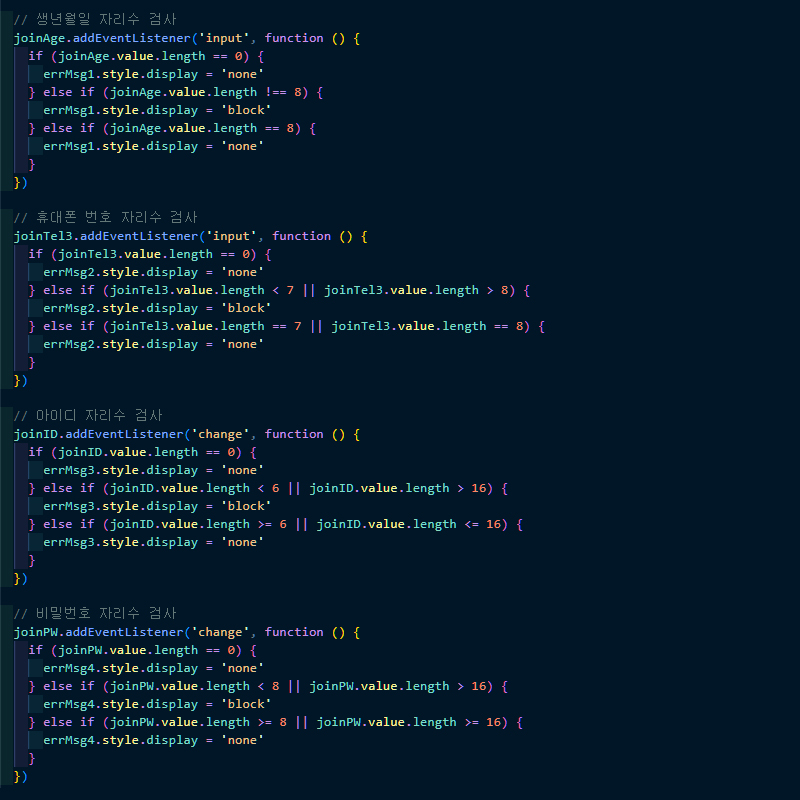 // 생년월일 자리수 검사
joinAge.addEventListener('input', function () {
if (joinAge.value.length == 0) {
errMsg1.style.display = 'none'
} else if (joinAge.value.length !== 8) {
errMsg1.style.display = 'block'
} else if (joinAge.value.length == 8) {
errMsg1.style.display = 'none'
}
})
// 휴대폰 번호 자리수 검사
joinTel3.addEventListener('input', function () {
if (joinTel3.value.length == 0) {
errMsg2.style.display = 'none'
} else if (joinTel3.value.length < 7 || joinTel3.value.length > 8) {
errMsg2.style.display = 'block'
} else if (joinTel3.value.length == 7 || joinTel3.value.length == 8) {
errMsg2.style.display = 'none'
}
})
// 아이디 자리수 검사
joinID.addEventListener('change', function () {
if (joinID.value.length == 0) {
errMsg3.style.display = 'none'
} else if (joinID.value.length < 6 || joinID.value.length > 16) {
errMsg3.style.display = 'block'
} else if (joinID.value.length >= 6 || joinID.value.length <= 16) {
errMsg3.style.display = 'none'
}
})
// 비밀번호 자리수 검사
joinPW.addEventListener('change', function () {
if (joinPW.value.length == 0) {
errMsg4.style.display = 'none'
} else if (joinPW.value.length < 8 || joinPW.value.length > 16) {
errMsg4.style.display = 'block'
} else if (joinPW.value.length >= 8 || joinPW.value.length >= 16) {
errMsg4.style.display = 'none'
}
})